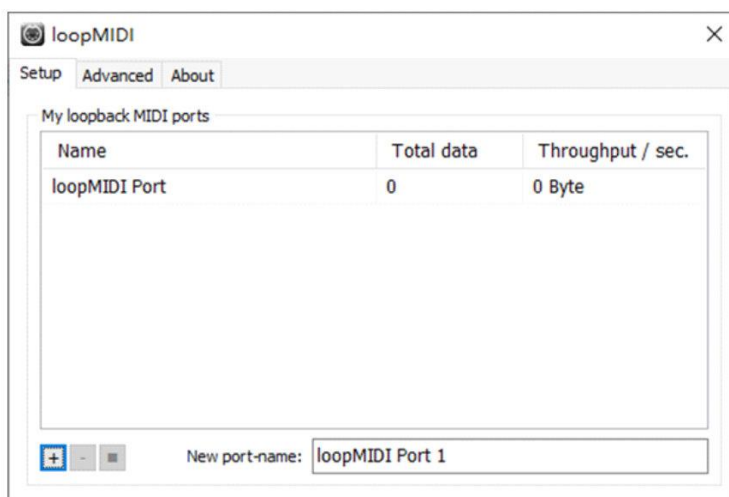 loopMIDI
Setup Advanced About
My loopback MIDI ports
Name Total data Throughput / sec.
loopMIDI Port 0 0 Byte
New port-name: loopMIDI Port 1